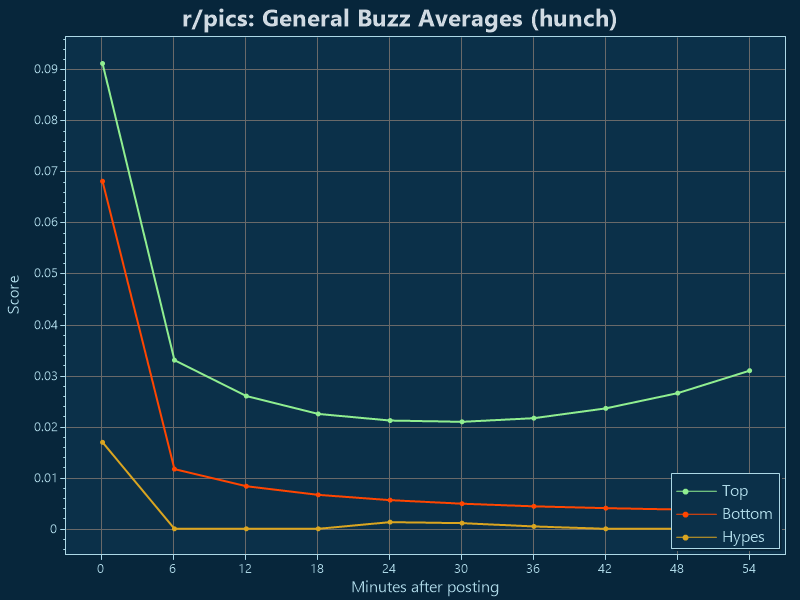 r/pics: General Buzz Averages (hunch)
0.09
0.08
0.07
0.06
0.05
0.04
0.03
0.02
0.01
0
Score
Top
Bottom
Hypes
0 6 12 18 24 30 36 42 48 54
Minutes after posting